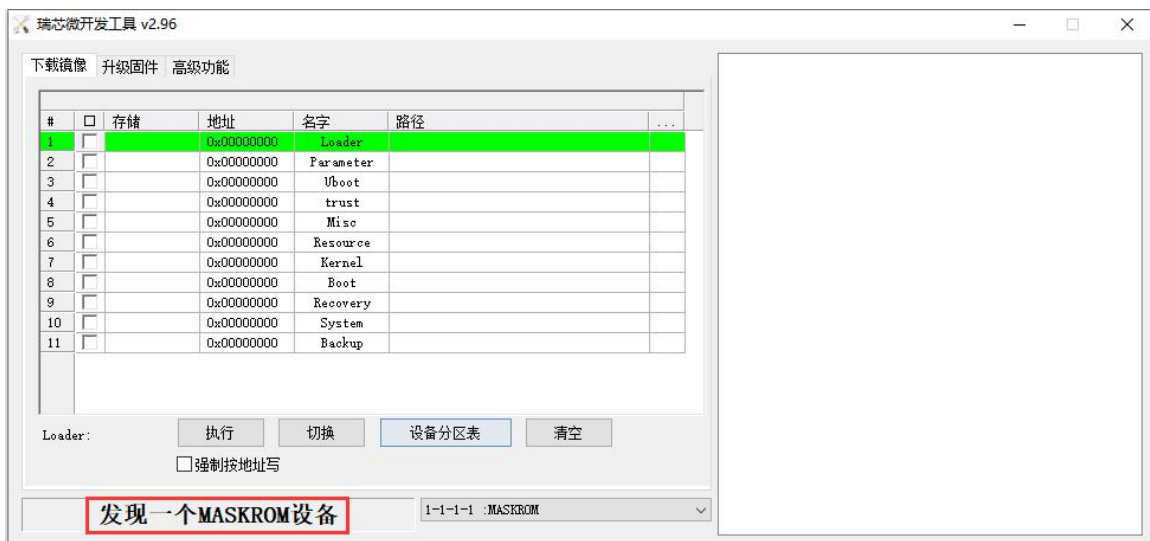 瑞芯微开发工具 v2.96
下载镜像 升级固件 高级功能
# 存储 地址 名字 路径 ...
1 0x00000000 Loader
2 0x00000000 Parameter
3 0x00000000 Uboot
4 0x00000000 trust
5 0x00000000 Misc
6 0x00000000 Resource
7 0x00000000 Kernel
8 0x00000000 Boot
9 0x00000000 Recovery
10 0x00000000 System
11 0x00000000 Backup
Loader: 执行 切换 设备分区表 清空
强制按地址写
发现一个MASKROM设备 1-1-1-1 :MASKROM